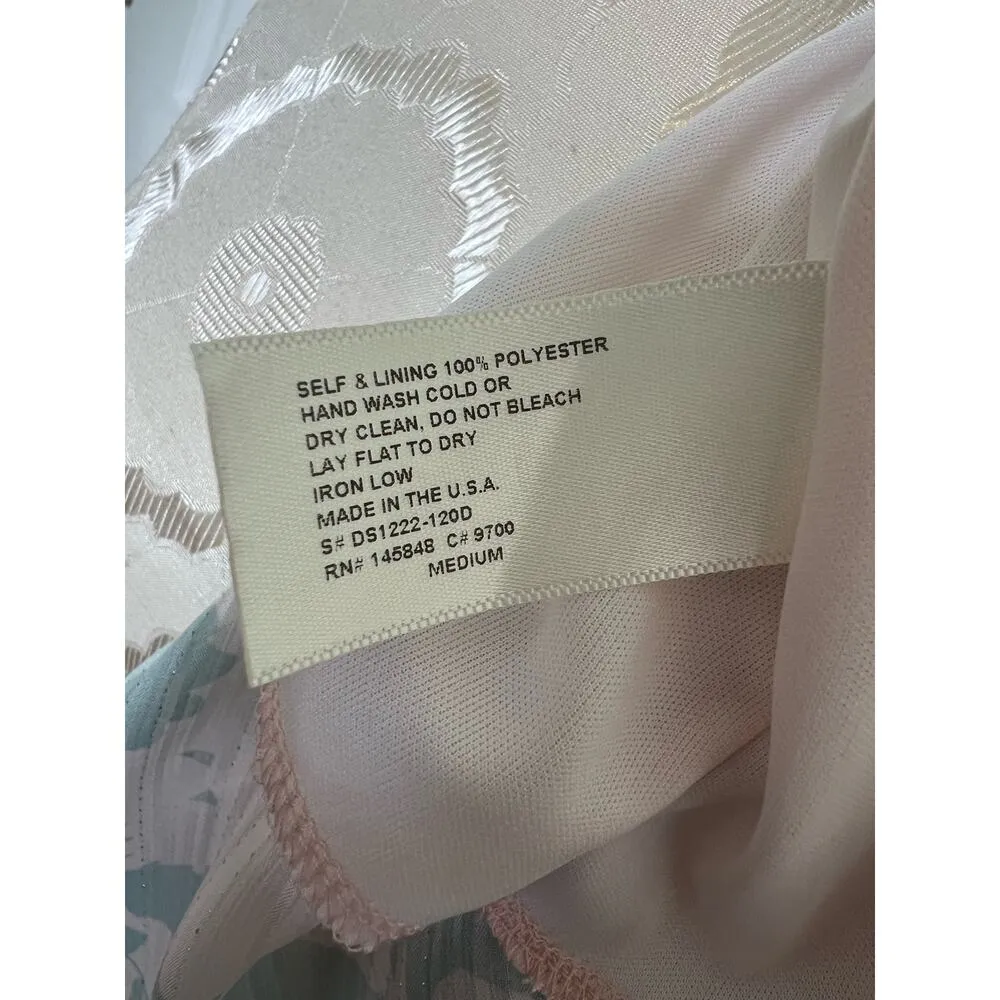 SELF & LINING 100% POLYESTER
HAND WASH COLD OR
DRY CLEAN, DO NOT BLEACH
LAY FLAT TO DRY
IRON LOW
MADE IN THE U.S.A.
S# DS1222-120D
RN# 145848 C# 9700
MEDIUM